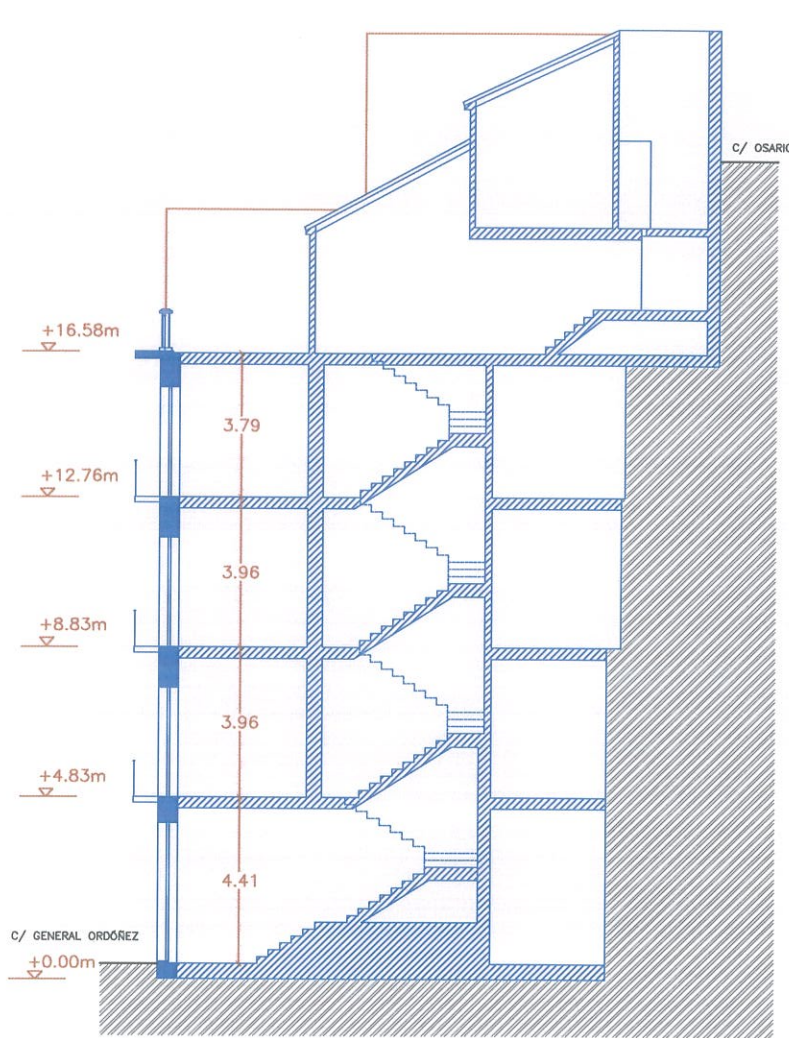 C/ OSARIO
+16.58m
3.79
+12.76m
3.96
+8.83m
3.96
+4.83m
4.41
C/ GENERAL ORDÓÑEZ
+0.00m